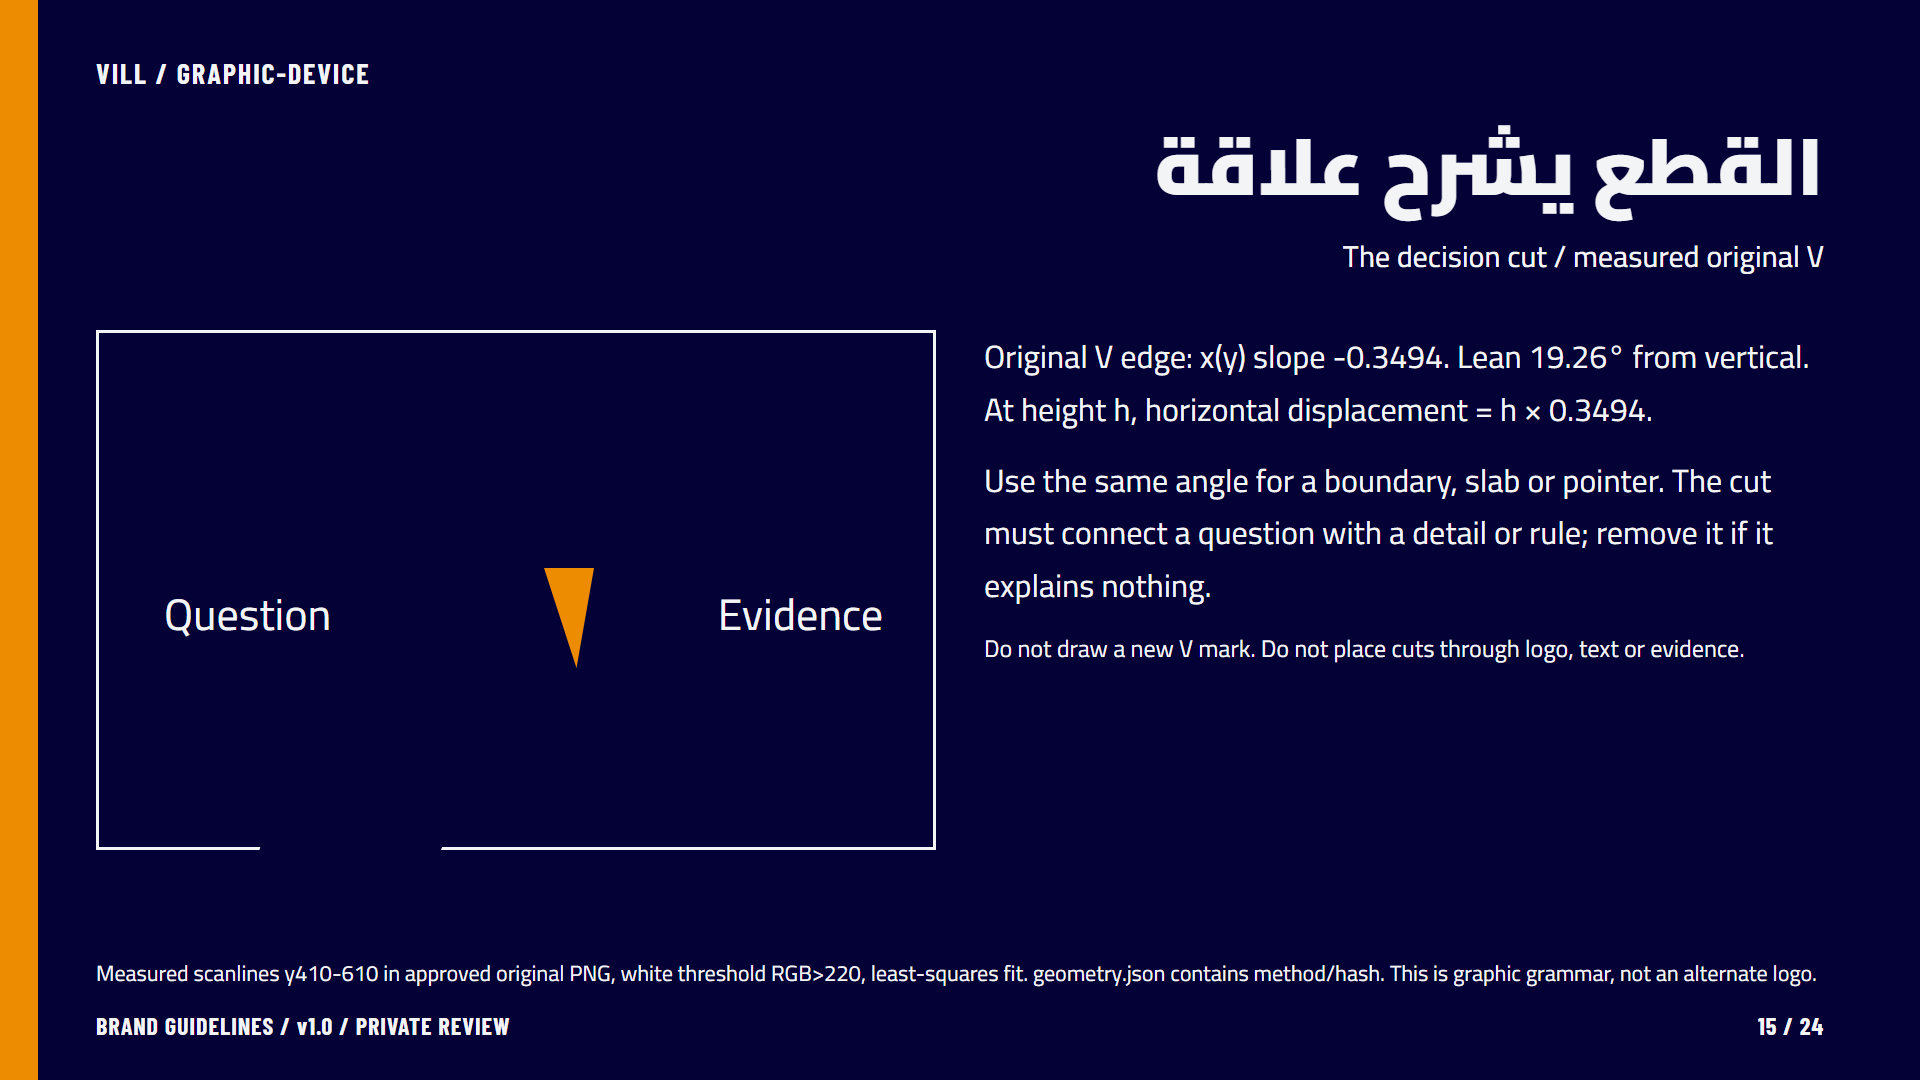 VILL / GRAPHIC-DEVICE
القطع يشرح علاقة
The decision cut / measured original V
Question
Evidence
Original V edge: x(y) slope -0.3494. Lean 19.26° from vertical.
At height h, horizontal displacement = h × 0.3494.
Use the same angle for a boundary, slab or pointer. The cut
must connect a question with a detail or rule; remove it if it
explains nothing.
Do not draw a new V mark. Do not place cuts through logo, text or evidence.
Measured scanlines y410-610 in approved original PNG, white threshold RGB>220, least-squares fit. geometry.json contains method/hash. This is graphic grammar, not an alternate logo.
BRAND GUIDELINES / v1.0 / PRIVATE REVIEW
15 / 24